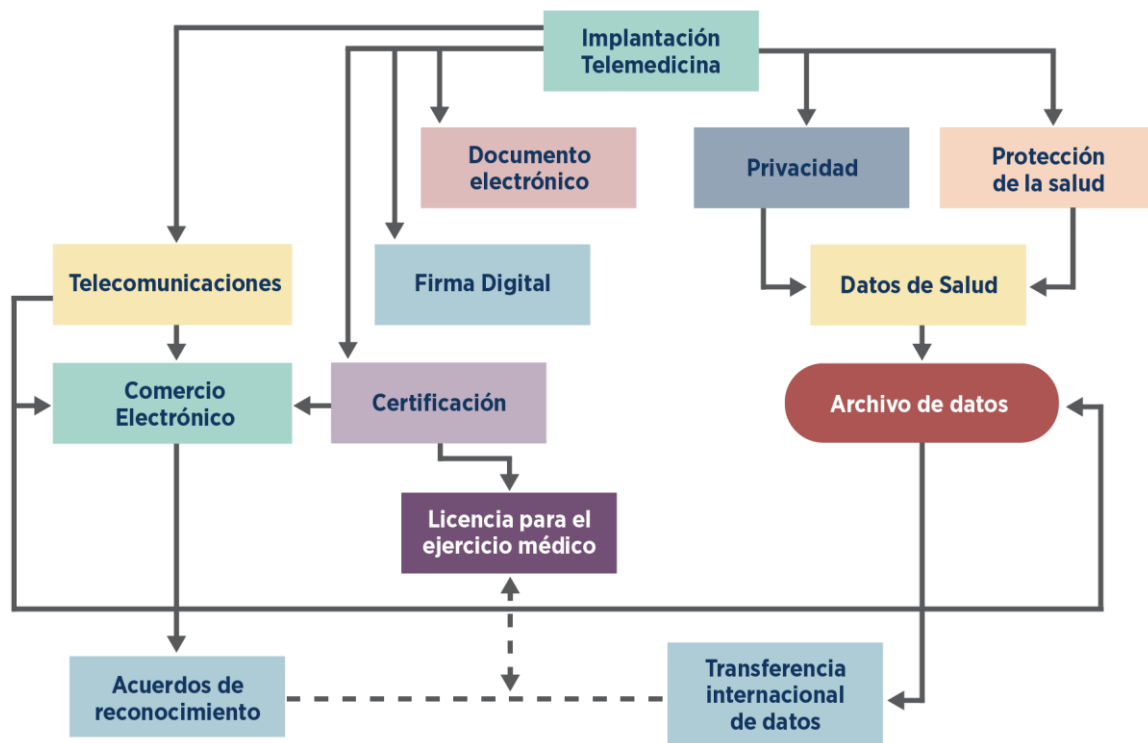 Implantación
Telemedicina
Documento
electrónico
Privacidad
Protección
de la salud
Telecomunicaciones
Firma Digital
Datos de Salud
Comercio
Electrónico
Certificación
Archivo de datos
Licencia para el
ejercicio médico
Acuerdos de
reconocimiento
Transferencia
internacional
de datos